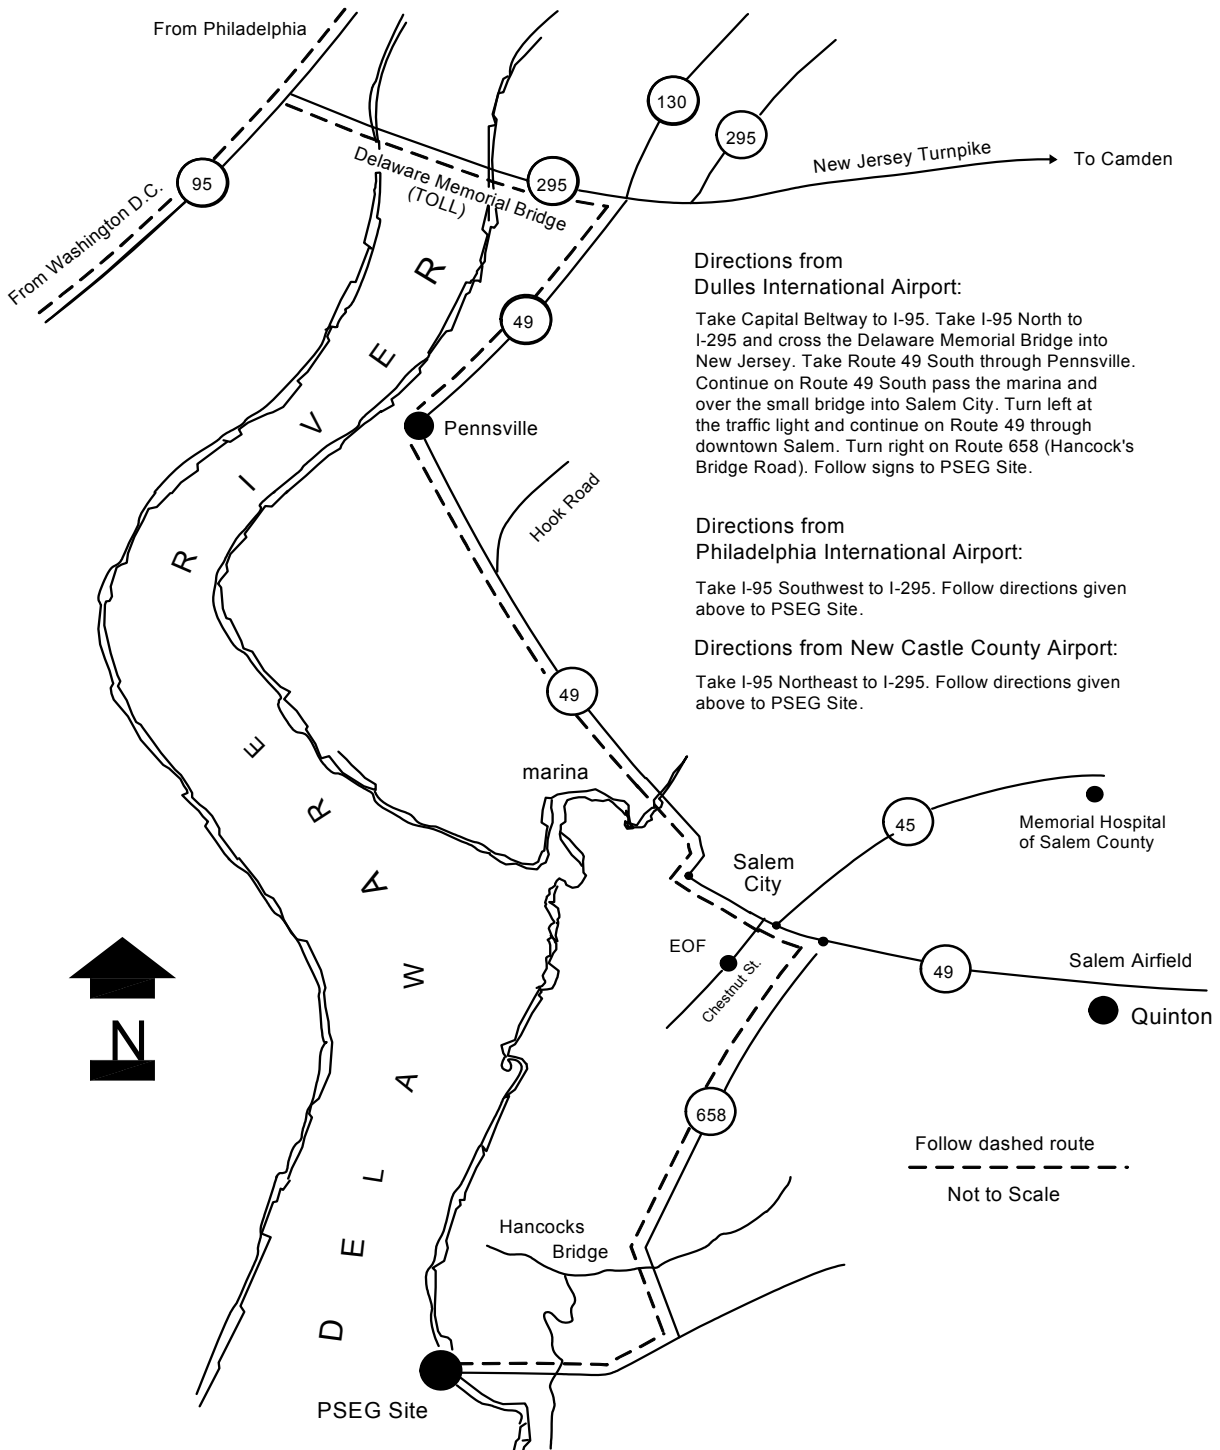 From Philadelphia
130
295
New Jersey Turnpike
To Camden
95
295
Delaware Memorial Bridge
(TOLL)
From Washington D.C.
49
Directions from
Dulles International Airport:
Take Capital Beltway to I-95. Take I-95 North to
I-295 and cross the Delaware Memorial Bridge into
New Jersey. Take Route 49 South through Pennsville.
Continue on Route 49 South pass the marina and
over the small bridge into Salem City. Turn left at
the traffic light and continue on Route 49 through
downtown Salem. Turn right on Route 658 (Hancock's
Bridge Road). Follow signs to PSEG Site.
Pennsville
Hook Road
Directions from
Philadelphia International Airport:
Take I-95 Southwest to I-295. Follow directions given
above to PSEG Site.
Directions from New Castle County Airport:
Take I-95 Northeast to I-295. Follow directions given
above to PSEG Site.
49
marina
45
Memorial Hospital
of Salem County
Salem
City
EOF
Chestnut St.
49
Salem Airfield
Quinton
DELAWARE RIVER
N
658
Follow dashed route
Not to Scale
Hancocks
Bridge
PSEG Site